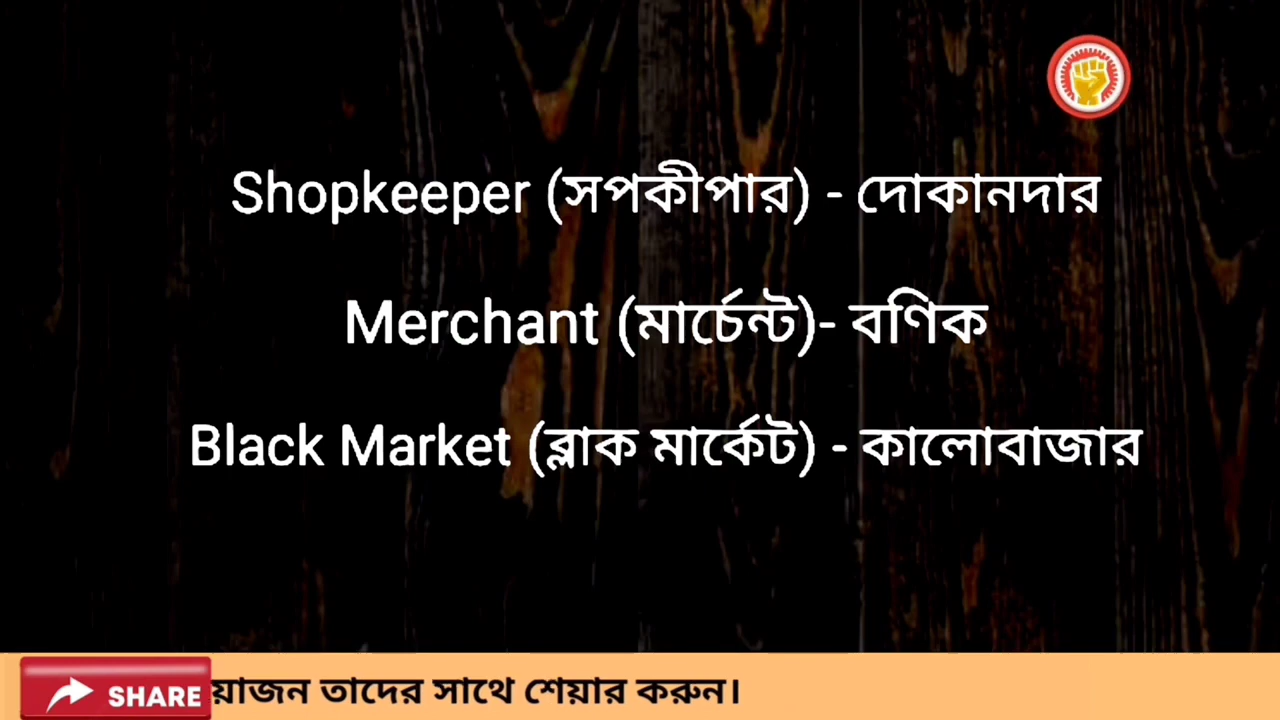 Shopkeeper (সপকীপার) - দোকানদার
Merchant (মার্চেন্ট)- বণিক
Black Market (ব্লাক মার্কেট) - কালোবাজার
SHARE য়োজন তাদের সাথে শেয়ার করুন।